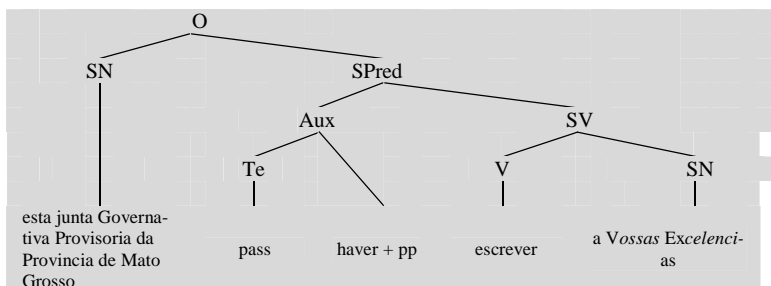 O
SN SPred
Aux SV
Te V SN
esta junta Governa-
tiva Provisoria da
Provincia de Mato
Grosso
pass
haver + pp
escrever
a Vossas Excelenci-
as